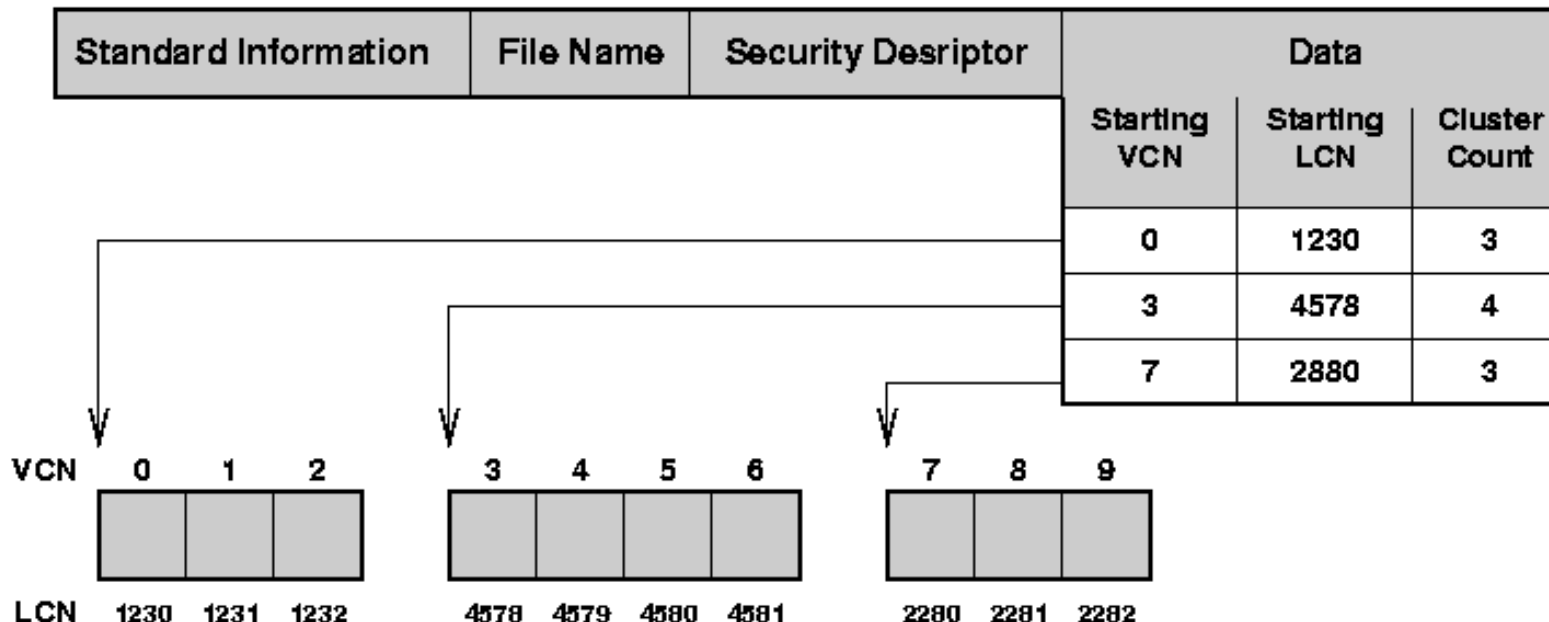 Standard Information File Name Security Desriptor Data
Starting VCN Starting LCN Cluster Count
0 1230 3
3 4578 4
7 2880 3
VCN 0 1 2 3 4 5 6 7 8 9
LCN 1230 1231 1232 4578 4579 4580 4581 2280 2281 2282